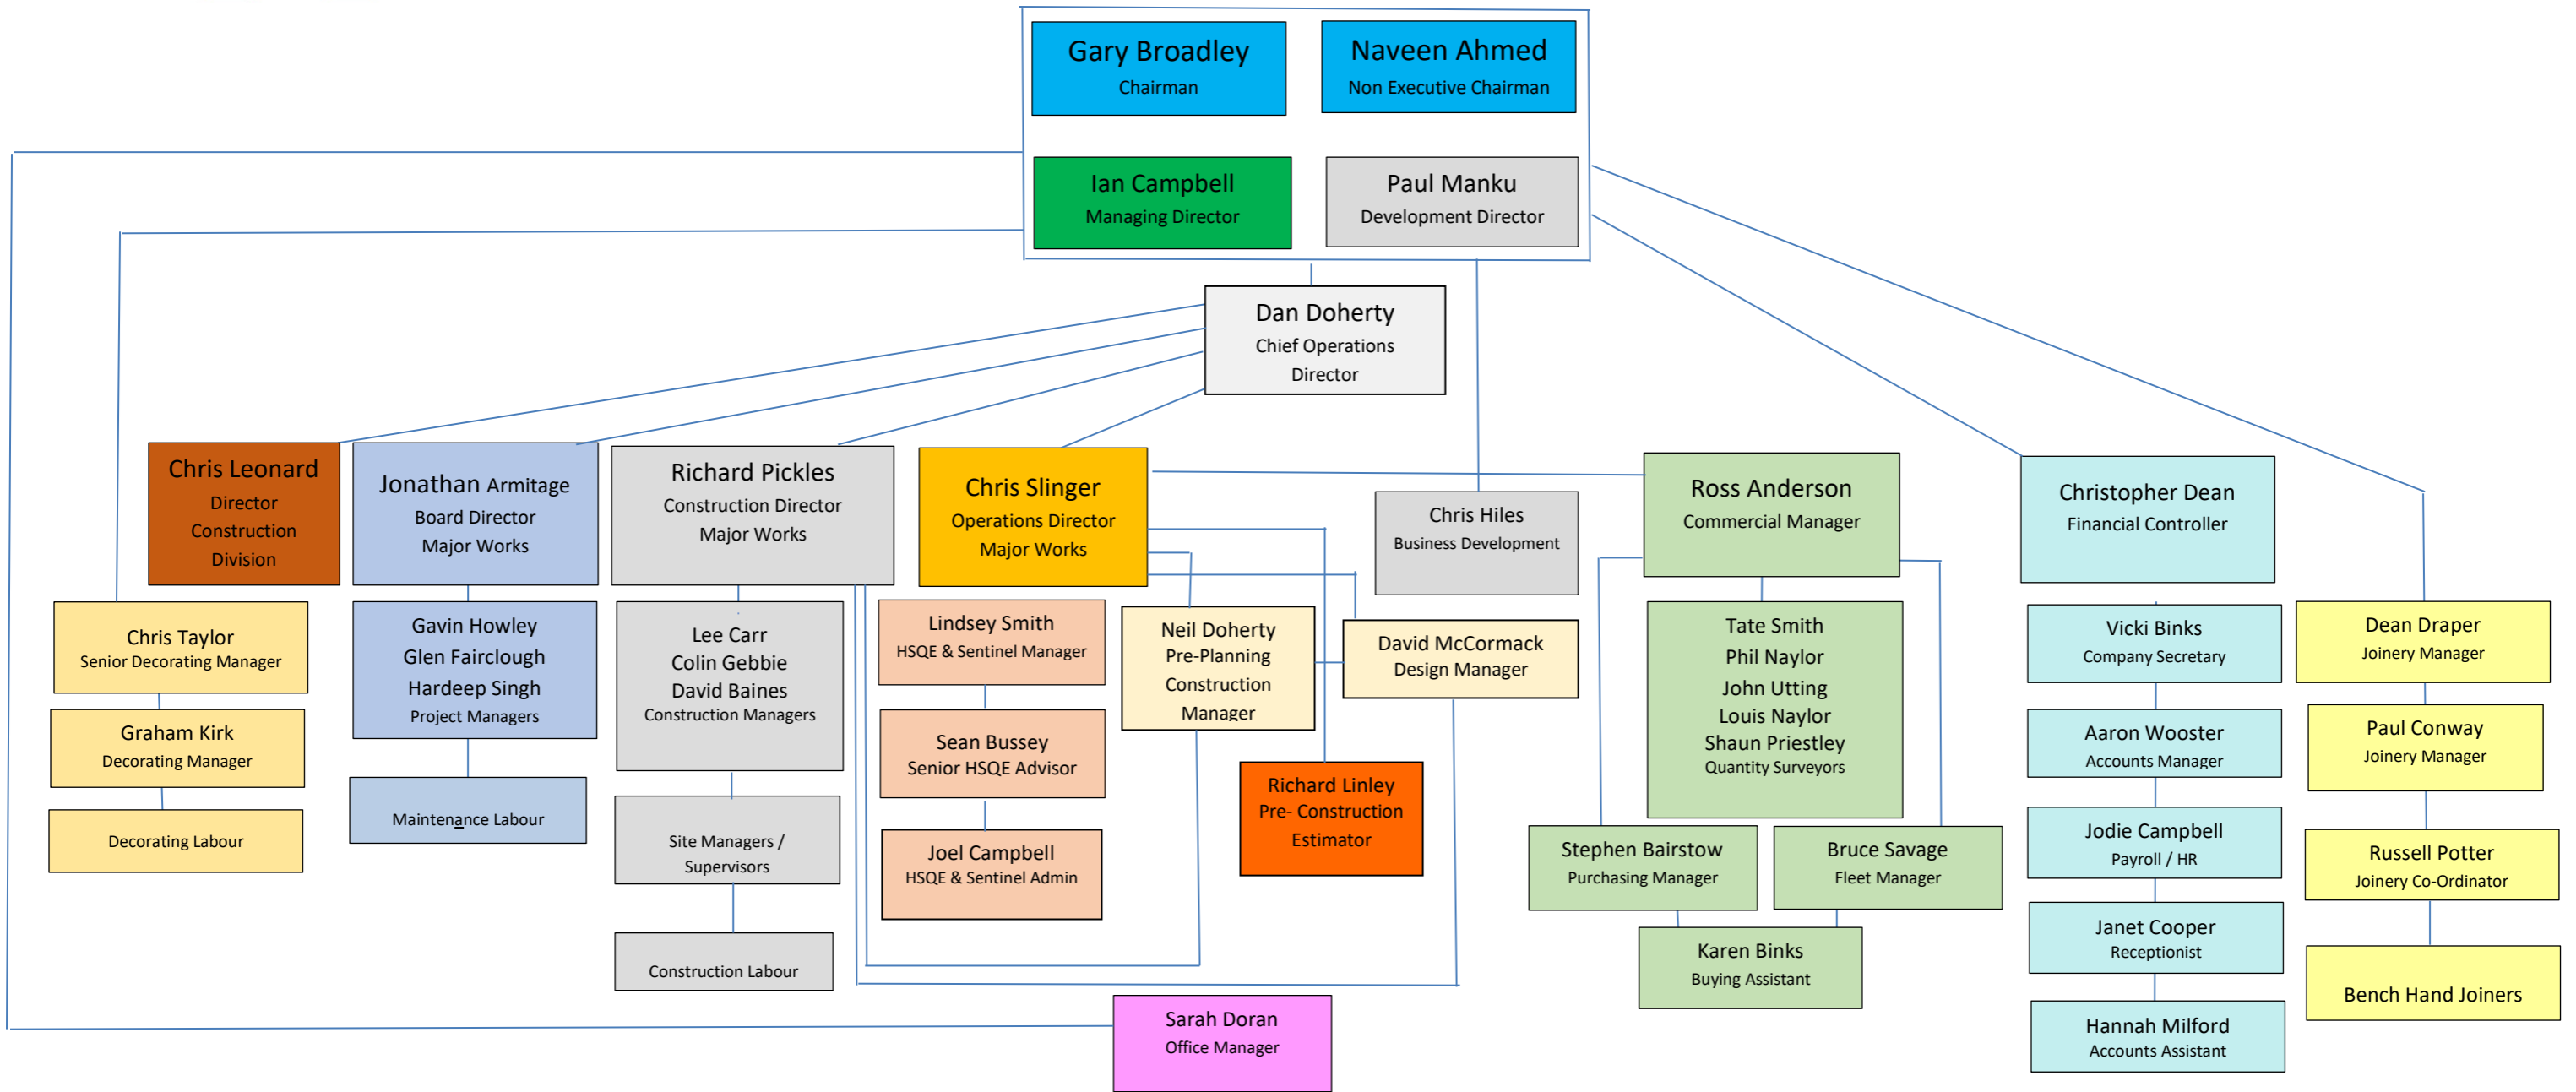 Gary Broadley
Chairman
Naveen Ahmed
Non Executive Chairman
Ian Campbell
Managing Director
Paul Manku
Development Director
Dan Doherty
Chief Operations
Director
Chris Leonard
Director
Construction
Division
Jonathan Armitage
Board Director
Major Works
Richard Pickles
Construction Director
Major Works
Chris Slinger
Operations Director
Major Works
Chris Hiles
Business Development
Ross Anderson
Commercial Manager
Christopher Dean
Financial Controller
Chris Taylor
Senior Decorating Manager
Graham Kirk
Decorating Manager
Decorating Labour
Gavin Howley
Glen Fairclough
Hardeep Singh
Project Managers
Maintenance Labour
Lee Carr
Colin Gebbie
David Baines
Construction Managers
Site Managers /
Supervisors
Construction Labour
Lindsey Smith
HSQE & Sentinel Manager
Sean Bussey
Senior HSQE Advisor
Joel Campbell
HSQE & Sentinel Admin
Neil Doherty
Pre-Planning
Construction
Manager
David McCormack
Design Manager
Richard Linley
Pre- Construction
Estimator
Tate Smith
Phil Naylor
John Utting
Louis Naylor
Shaun Priestley
Quantity Surveyors
Stephen Bairstow
Purchasing Manager
Bruce Savage
Fleet Manager
Karen Binks
Buying Assistant
Vicki Binks
Company Secretary
Aaron Wooster
Accounts Manager
Jodie Campbell
Payroll / HR
Janet Cooper
Receptionist
Hannah Milford
Accounts Assistant
Dean Draper
Joinery Manager
Paul Conway
Joinery Manager
Russell Potter
Joinery Co-Ordinator
Bench Hand Joiners
Sarah Doran
Office Manager